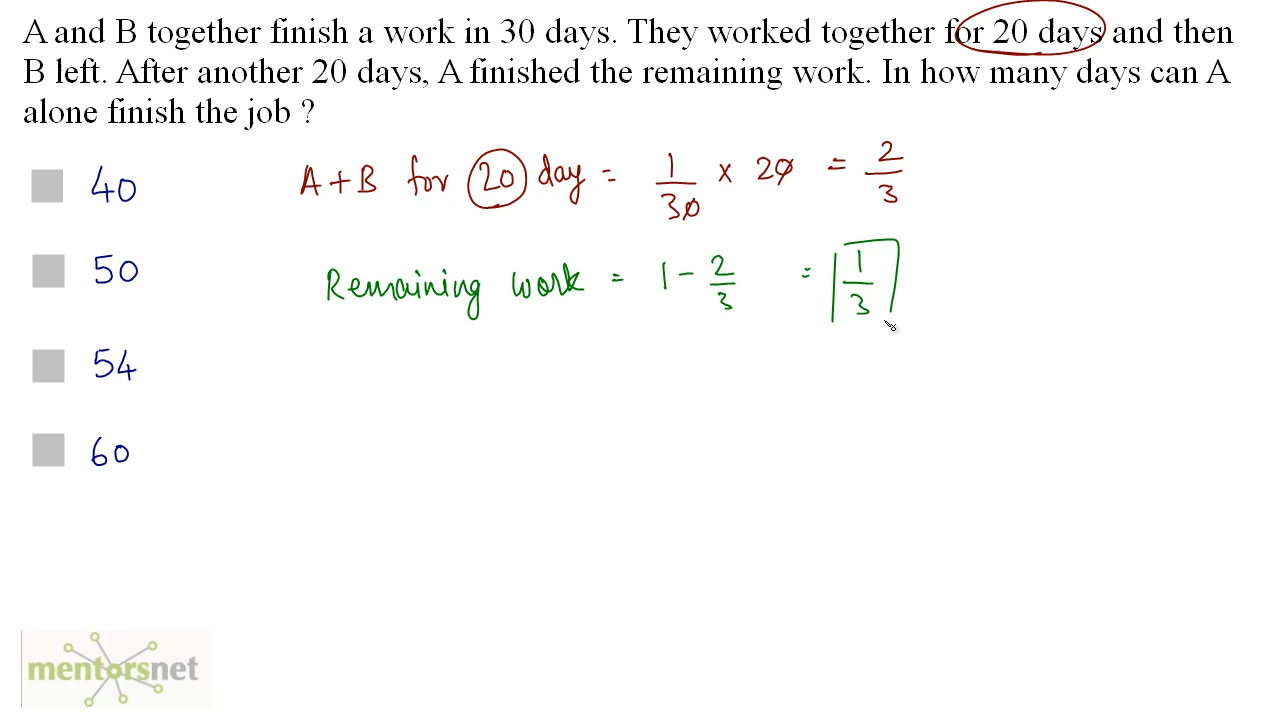 A and B together finish a work in 30 days. They worked together for 20 days and then
B left. After another 20 days, A finished the remaining work. In how many days can A
alone finish the job ?
40
A + B for 20 day = 1/30 × 20 = 2/3
50
Remaining work = 1 - 2/3 = 1/3
54
60
mentorsnet